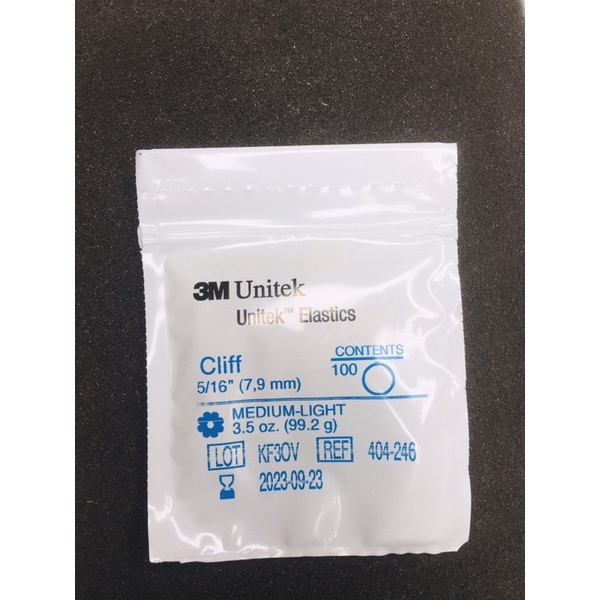 3M Unitek
Unitek™ Elastics
Cliff
5/16" (7,9 mm)
CONTENTS
100
MEDIUM-LIGHT
3.5 oz. (99.2 g)
LOT KF3OV REF 404-246
2023-09-23